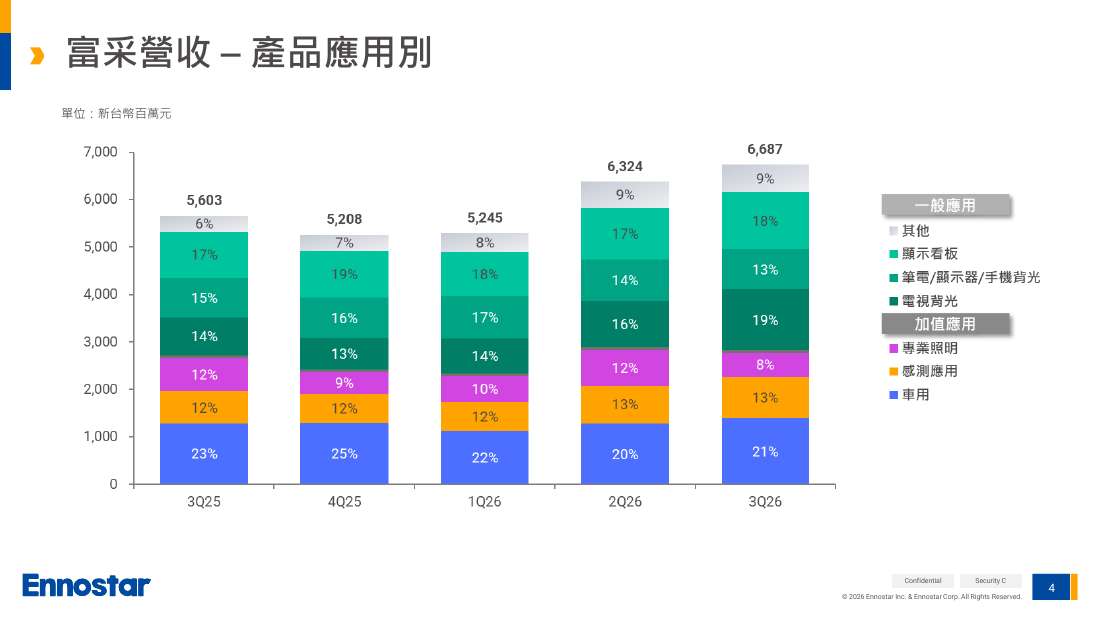 富采營收 – 產品應用別
單位：新台幣百萬元
7,000
6,000
5,000
4,000
3,000
2,000
1,000
0
5,603
6%
17%
15%
14%
12%
12%
23%
3Q25
5,208
7%
19%
16%
13%
9%
12%
25%
4Q25
5,245
8%
18%
17%
14%
10%
12%
22%
1Q26
6,324
9%
17%
14%
16%
12%
13%
20%
2Q26
6,687
9%
18%
13%
19%
8%
13%
21%
3Q26
一般應用
其他
顯示看板
筆電/顯示器/手機背光
電視背光
加值應用
專業照明
感測應用
車用
Ennostar
Confidential
Security C
© 2026 Ennostar Inc. & Ennostar Corp. All Rights Reserved.
4